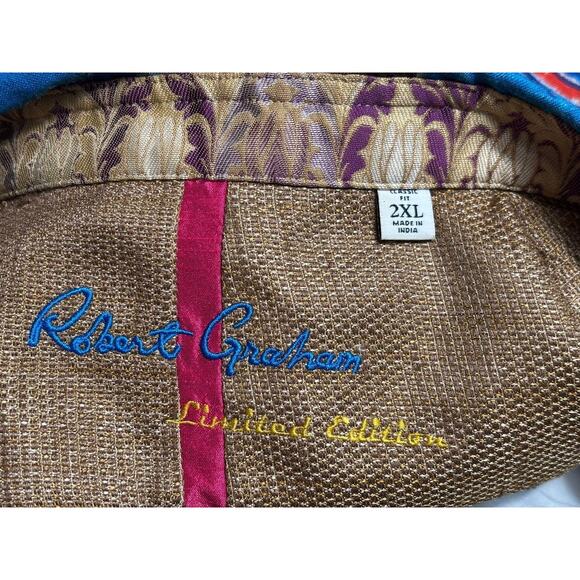 CLASSIC
FIT
2XL
MADE IN
INDIA
Robert Graham
Limited Edition